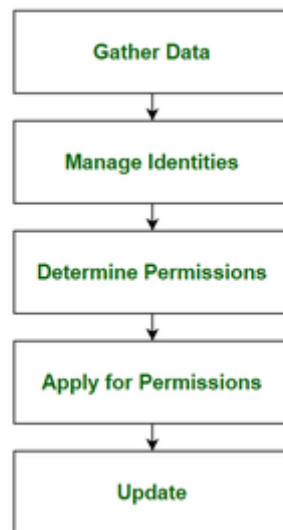 Gather Data
Manage Identities
Determine Permissions
Apply for Permissions
Update